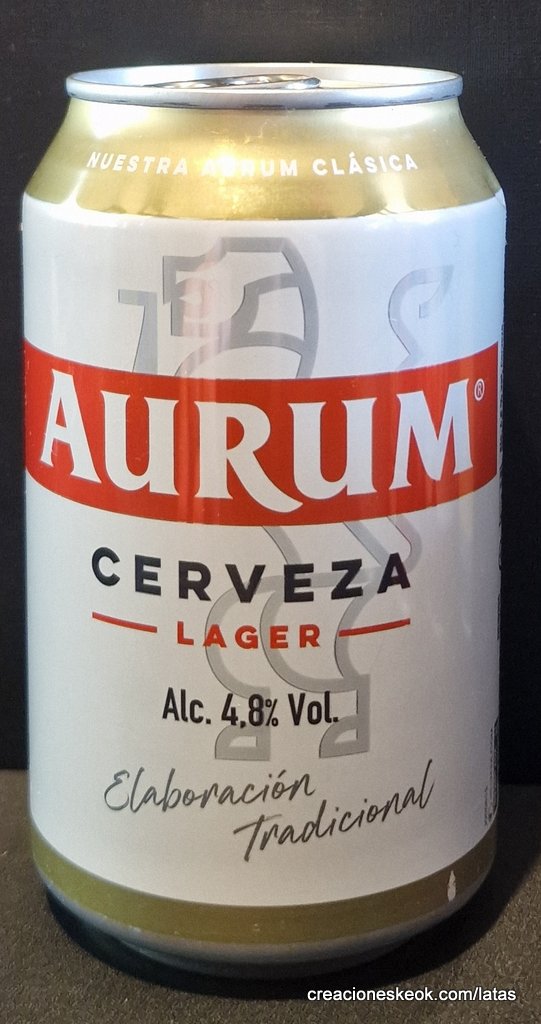 NUESTRA AURUM CLÁSICA
AURUM®
CERVEZA
LAGER
Alc. 4,8% Vol.
Elaboración
Tradicional
creacioneskeok.com/latas